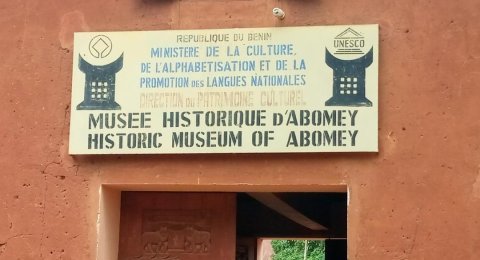 REPUBLIQUE DU BENIN
UNESCO
MINISTERE DE LA CULTURE,
DE L'ALPHABETISATION ET DE LA
PROMOTION DES LANGUES NATIONALES
DIRECTION DU PATRIMOINE CULTUREL
MUSEE HISTORIQUE D'ABOMEY
HISTORIC MUSEUM OF ABOMEY